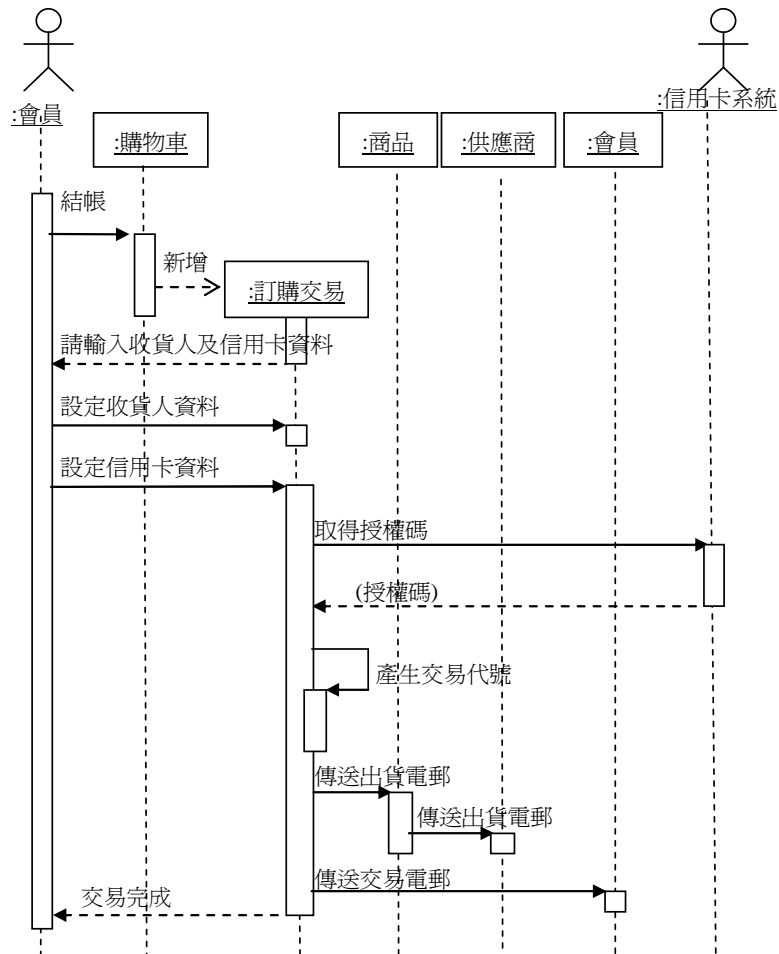 :會員
:信用卡系統
:購物車
:商品
:供應商
:會員
結帳
新增
:訂購交易
請輸入收貨人及信用卡資料
設定收貨人資料
設定信用卡資料
取得授權碼
(授權碼)
產生交易代號
傳送出貨電郵
傳送出貨電郵
傳送交易電郵
交易完成